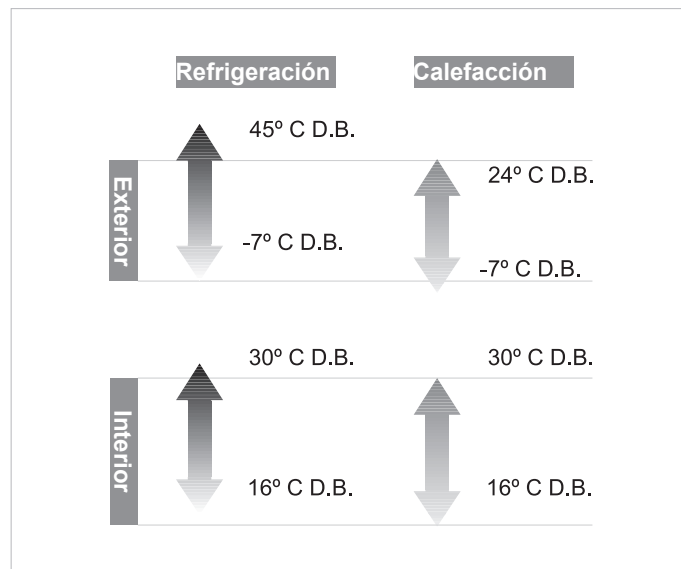 Refrigeración
Calefacción
45º C D.B.
24º C D.B.
Exterior
-7º C D.B.
-7º C D.B.
30º C D.B.
30º C D.B.
Interior
16º C D.B.
16º C D.B.